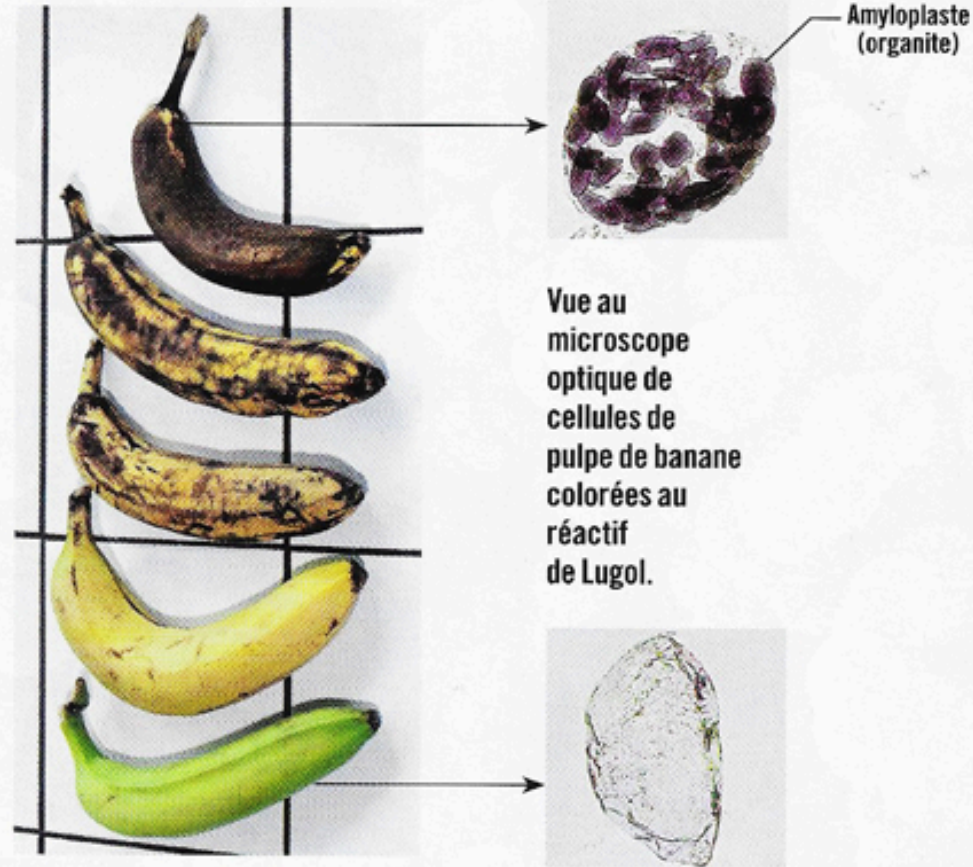 Amyloplaste
(organite)
Vue au
microscope
optique de
cellules de
pulpe de banane
colorées au
réactif
de Lugol.